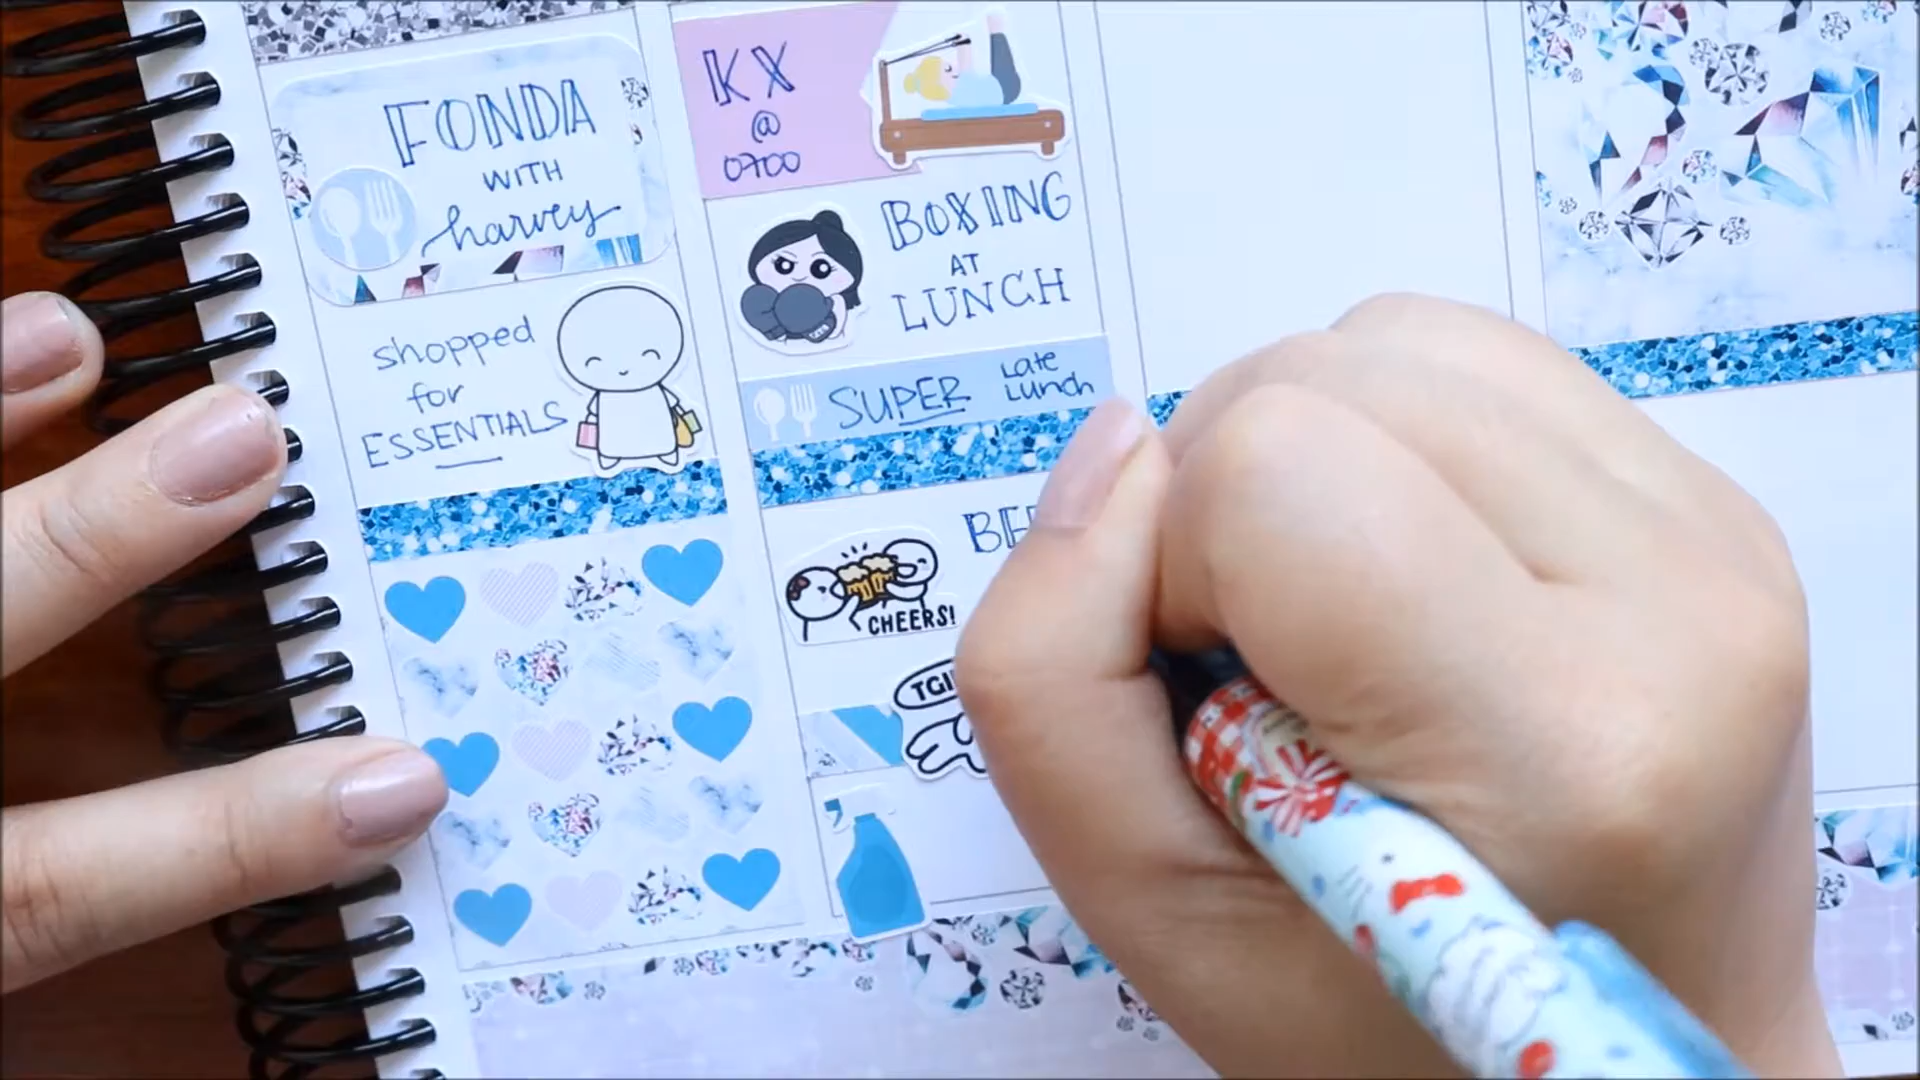 FONDA
WITH
harvey
shopped
for
ESSENTIALS
KX
@
0700
BOXING
AT
LUNCH
SUPER Late
Lunch
CHEERS!